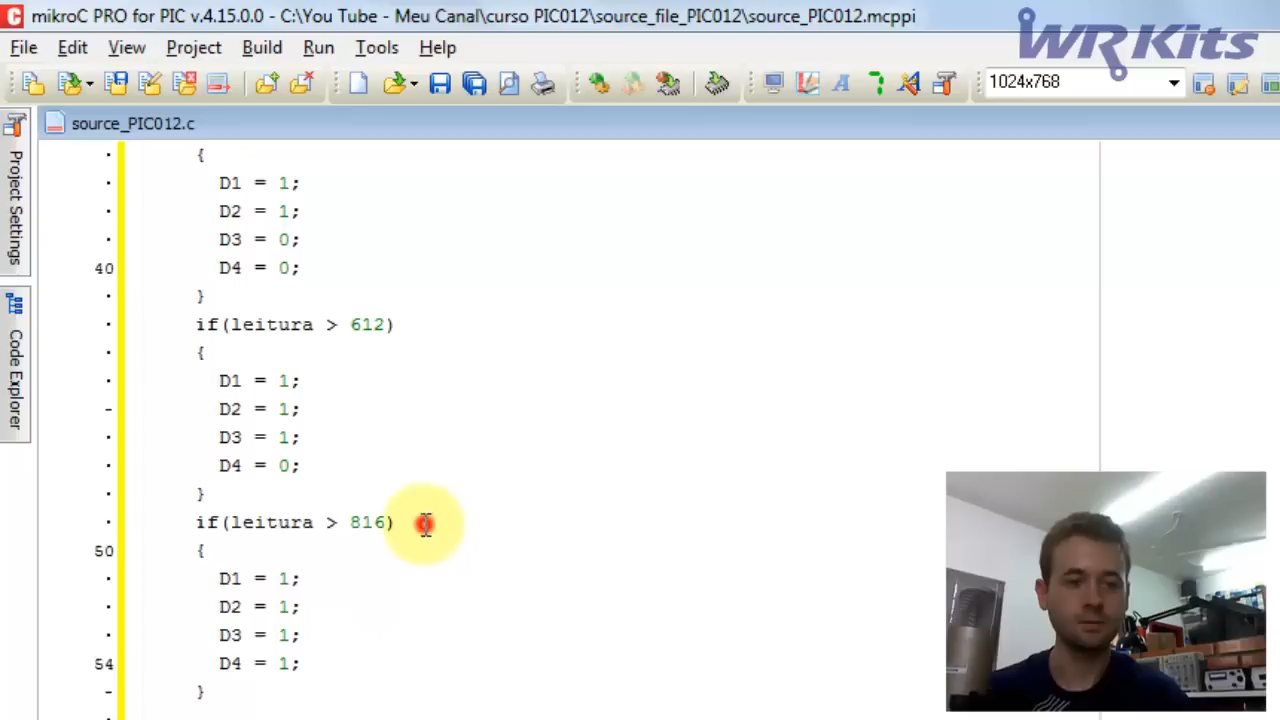 mikroC PRO for PIC v.4.15.0.0 - C:\You Tube - Meu Canal\curso PIC012\source_file_PIC012\source_PIC012.mcppi
WR Kits
File Edit View Project Build Run Tools Help
1024x768
source_PIC012.c
Project Settings
Code Explorer
{
D1 = 1;
D2 = 1;
D3 = 0;
40 D4 = 0;
}
if(leitura > 612)
{
D1 = 1;
D2 = 1;
D3 = 1;
D4 = 0;
}
if(leitura > 816)
50 {
D1 = 1;
D2 = 1;
D3 = 1;
54 D4 = 1;
}